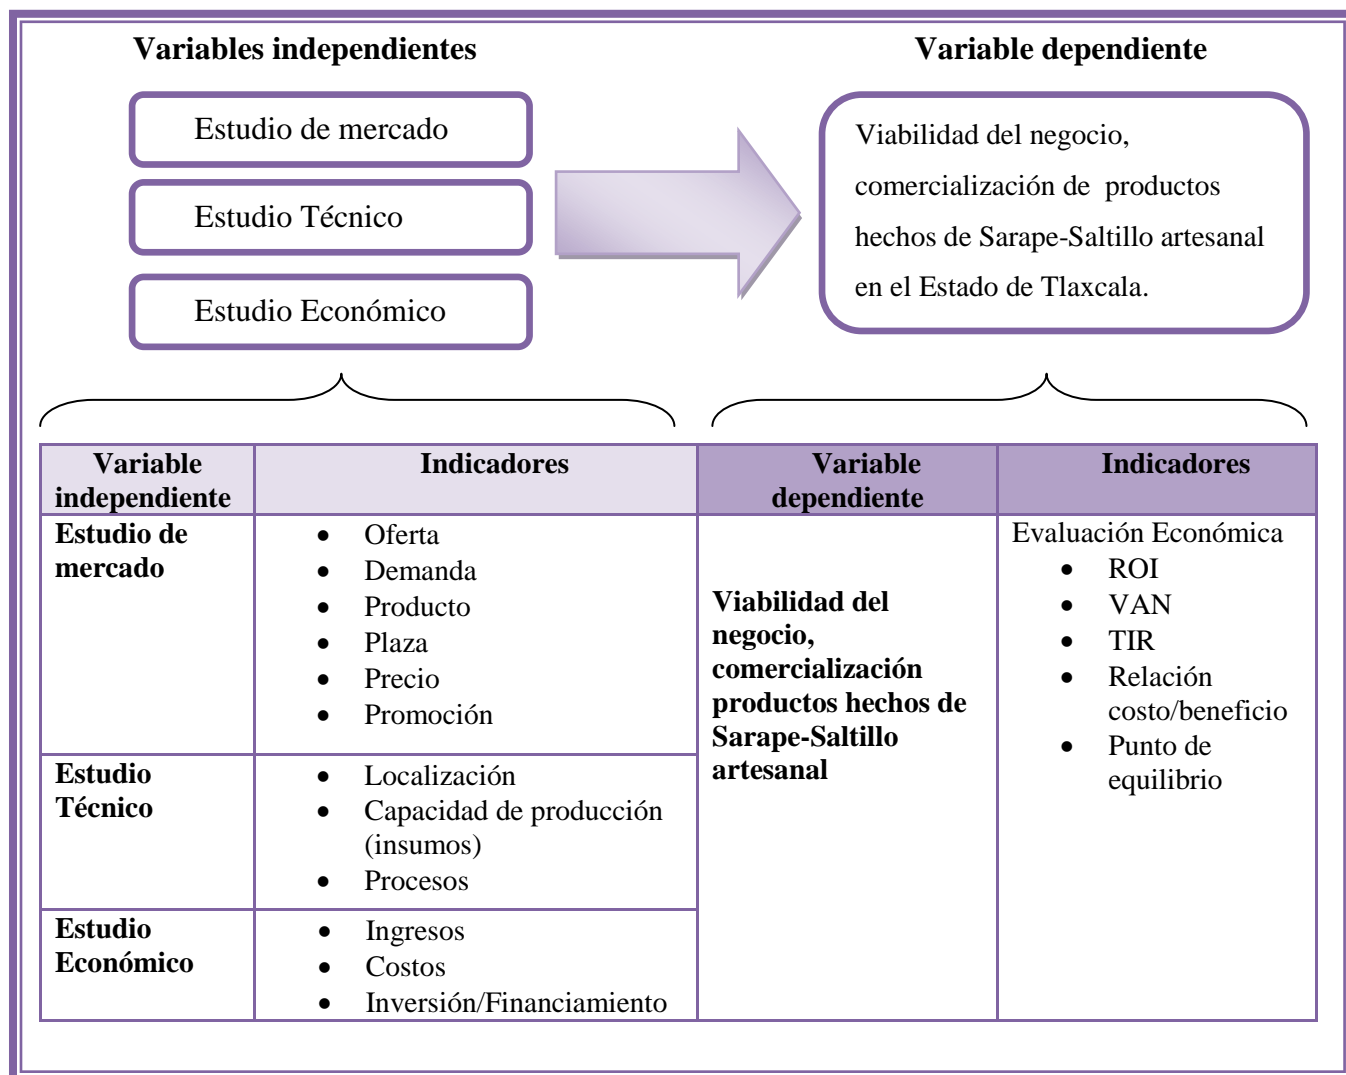 Variables independientes
Variable dependiente
Estudio de mercado
Estudio Técnico
Estudio Económico
Viabilidad del negocio,
comercialización de productos
hechos de Sarape-Saltillo artesanal
en el Estado de Tlaxcala.
Variable
independiente
Indicadores
Variable
dependiente
Indicadores
Estudio de
mercado
• Oferta
• Demanda
• Producto
• Plaza
• Precio
• Promoción
Estudio
Técnico
• Localización
• Capacidad de producción
(insumos)
• Procesos
Estudio
Económico
• Ingresos
• Costos
• Inversión/Financiamiento
Viabilidad del
negocio,
comercialización
productos hechos de
Sarape-Saltillo
artesanal
Evaluación Económica
• ROI
• VAN
• TIR
• Relación
costo/beneficio
• Punto de
equilibrio